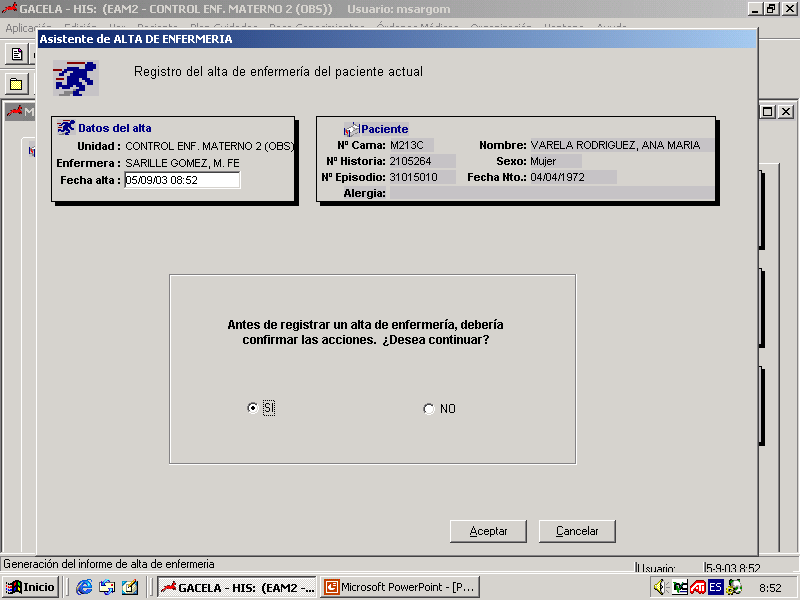 GACELA - HIS: (EAM2 - CONTROL ENF. MATERNO 2 (OBS)) Usuario: msargom
Asistente de ALTA DE ENFERMERIA
Registro del alta de enfermería del paciente actual
Datos del alta
Unidad : CONTROL ENF. MATERNO 2 (OBS)
Enfermera : SARILLE GOMEZ, M. FE
Fecha alta : 05/09/03 08:52
Paciente
Nº Cama: M213C Nombre: VARELA RODRIGUEZ, ANA MARIA
Nº Historia: 2105264 Sexo: Mujer
Nº Episodio: 31015010 Fecha Nto.: 04/04/1972
Alergia:
Antes de registrar un alta de enfermería, debería
confirmar las acciones. ¿Desea continuar?
SI NO
Aceptar Cancelar
Generación del informe de alta de enfermeria Usuario: 5-9-03 8:52
Inicio GACELA - HIS: (EAM2 -... Microsoft PowerPoint - [P... ES 8:52